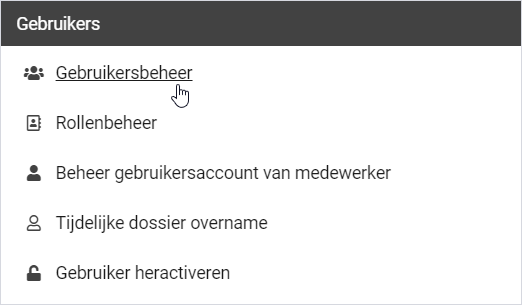 Gebruikers
Gebruikersbeheer
Rollenbeheer
Beheer gebruikersaccount van medewerker
Tijdelijke dossier overname
Gebruiker heractiveren